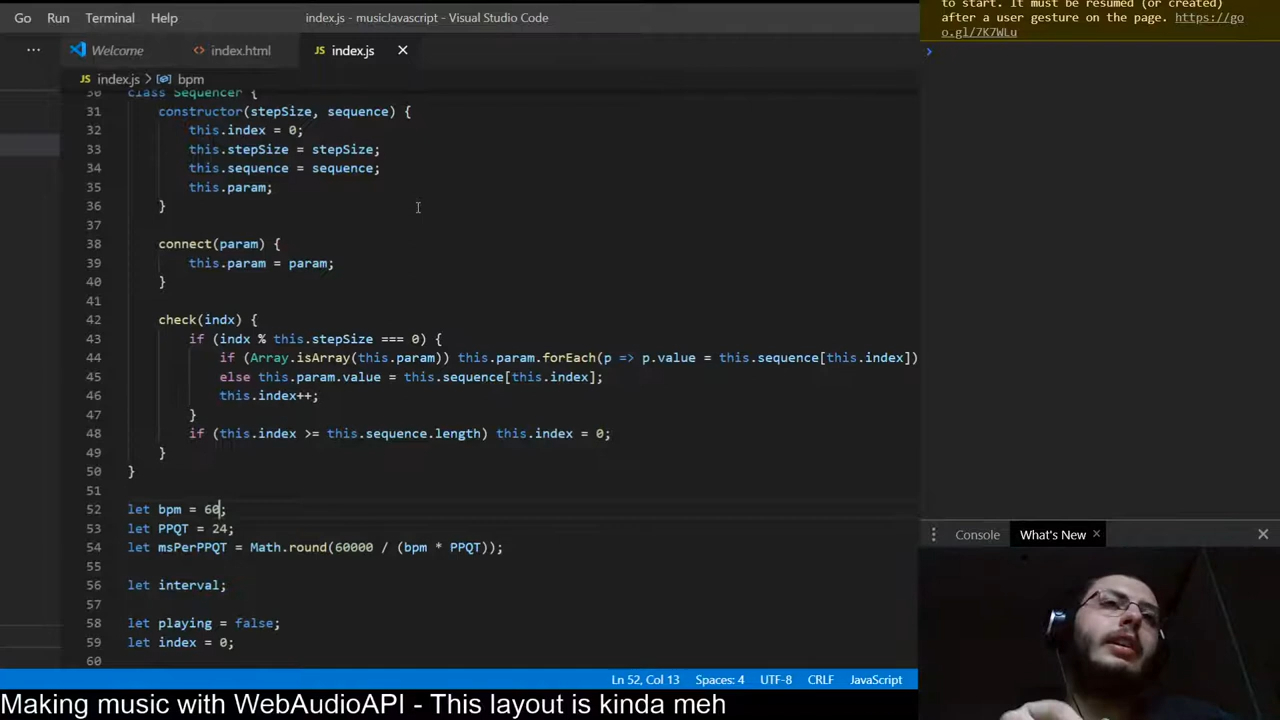 Go Run Terminal Help index.js - musicJavascript - Visual Studio Code
to start. It must be resumed (or created)
after a user gesture on the page. https://go
o.gl/7K7WLu
··· Welcome <> index.html JS index.js ×
JS index.js > bpm
30 class Sequencer {
31 constructor(stepSize, sequence) {
32 this.index = 0;
33 this.stepSize = stepSize;
34 this.sequence = sequence;
35 this.param;
36 }
37
38 connect(param) {
39 this.param = param;
40 }
41
42 check(indx) {
43 if (indx % this.stepSize === 0) {
44 if (Array.isArray(this.param)) this.param.forEach(p => p.value = this.sequence[this.index])
45 else this.param.value = this.sequence[this.index];
46 this.index++;
47 }
48 if (this.index >= this.sequence.length) this.index = 0;
49 }
50 }
51
52 let bpm = 60;
53 let PPQT = 24;
54 let msPerPPQT = Math.round(60000 / (bpm * PPQT));
55
56 let interval;
57
58 let playing = false;
59 let index = 0;
60
Console What's New × ×
Ln 52, Col 13 Spaces: 4 UTF-8 CRLF JavaScript
Making music with WebAudioAPI - This layout is kinda meh